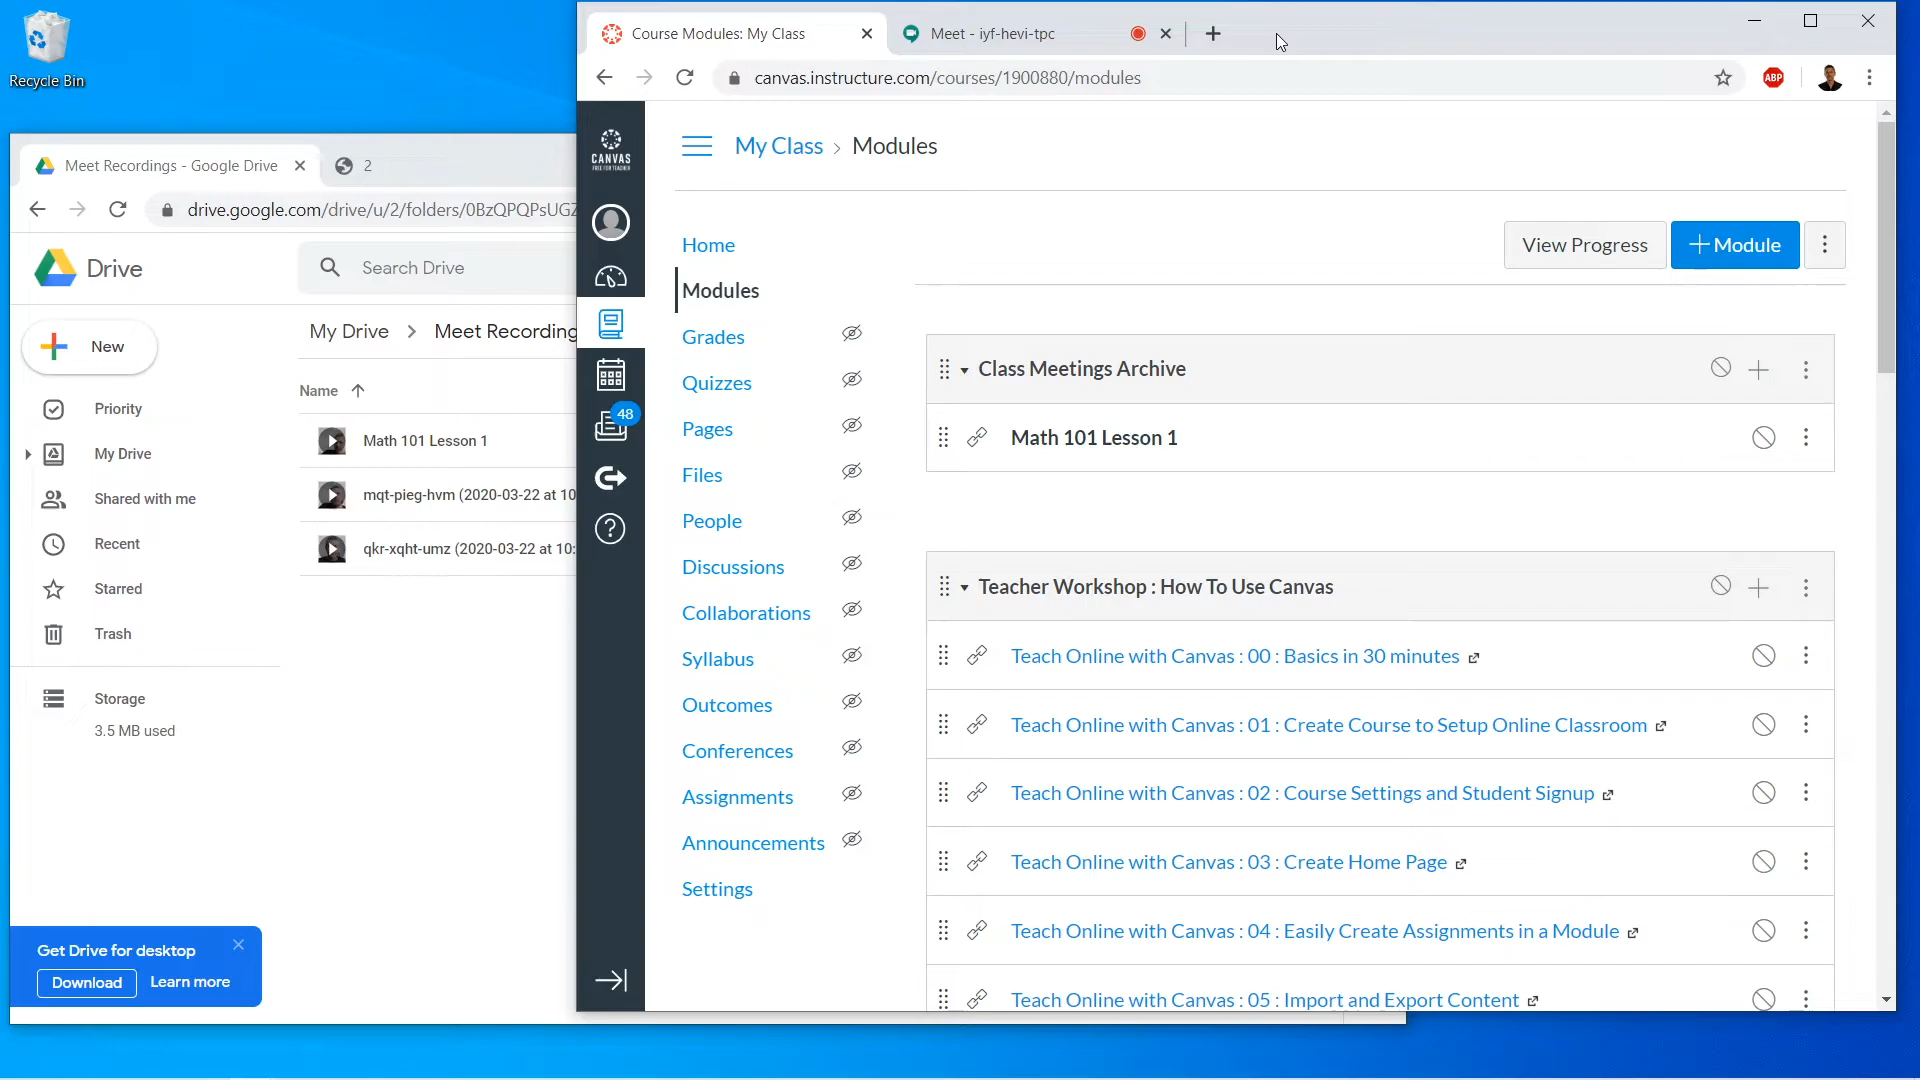 Recycle Bin
Meet Recordings - Google Drive
2
drive.google.com/drive/u/2/folders/0BzQPQPsUGZ
Drive
Search Drive
New
My Drive
Meet Recording
Name
Priority
My Drive
Shared with me
Recent
Starred
Trash
Storage
3.5 MB used
Math 101 Lesson 1
mqt-pieg-hvm (2020-03-22 at 10
qkr-xqht-umz (2020-03-22 at 10:
Get Drive for desktop
Download
Learn more
Course Modules: My Class
Meet - iyf-hevi-tpc
canvas.instructure.com/courses/1900880/modules
ABP
CANVAS
FREE FOR TEACHER
48
My Class > Modules
Home
Modules
Grades
Quizzes
Pages
Files
People
Discussions
Collaborations
Syllabus
Outcomes
Conferences
Assignments
Announcements
Settings
View Progress
+ Module
Class Meetings Archive
Math 101 Lesson 1
Teacher Workshop : How To Use Canvas
Teach Online with Canvas : 00 : Basics in 30 minutes
Teach Online with Canvas : 01 : Create Course to Setup Online Classroom
Teach Online with Canvas : 02 : Course Settings and Student Signup
Teach Online with Canvas : 03 : Create Home Page
Teach Online with Canvas : 04 : Easily Create Assignments in a Module
Teach Online with Canvas : 05 : Import and Export Content